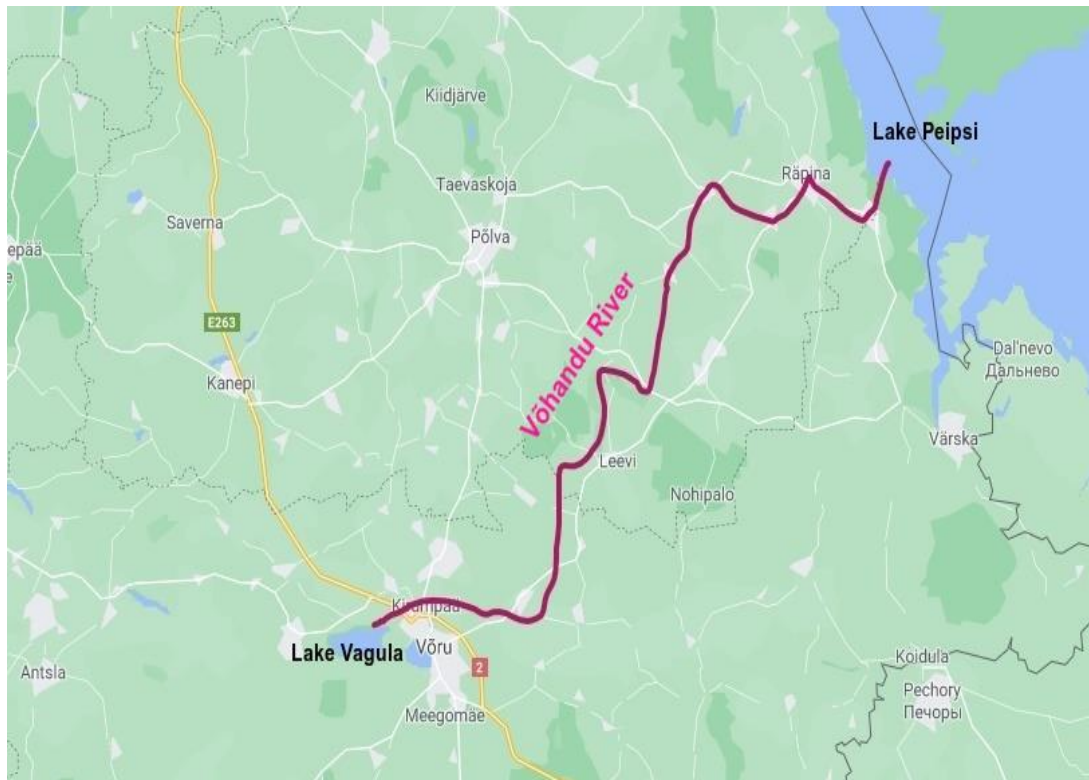 Kiidjärve
Lake Peipsi
Räpina
Taevaskoja
Saverna
Põlva
epää
e
E263
Võhandu River
Dal'nevo
Дальнево
Kanepi
Värska
Leevi
Nohipalo
Lake Vagula
Võru
2
Antsla
Koidula
Meegomäe
Pechory
Печоры